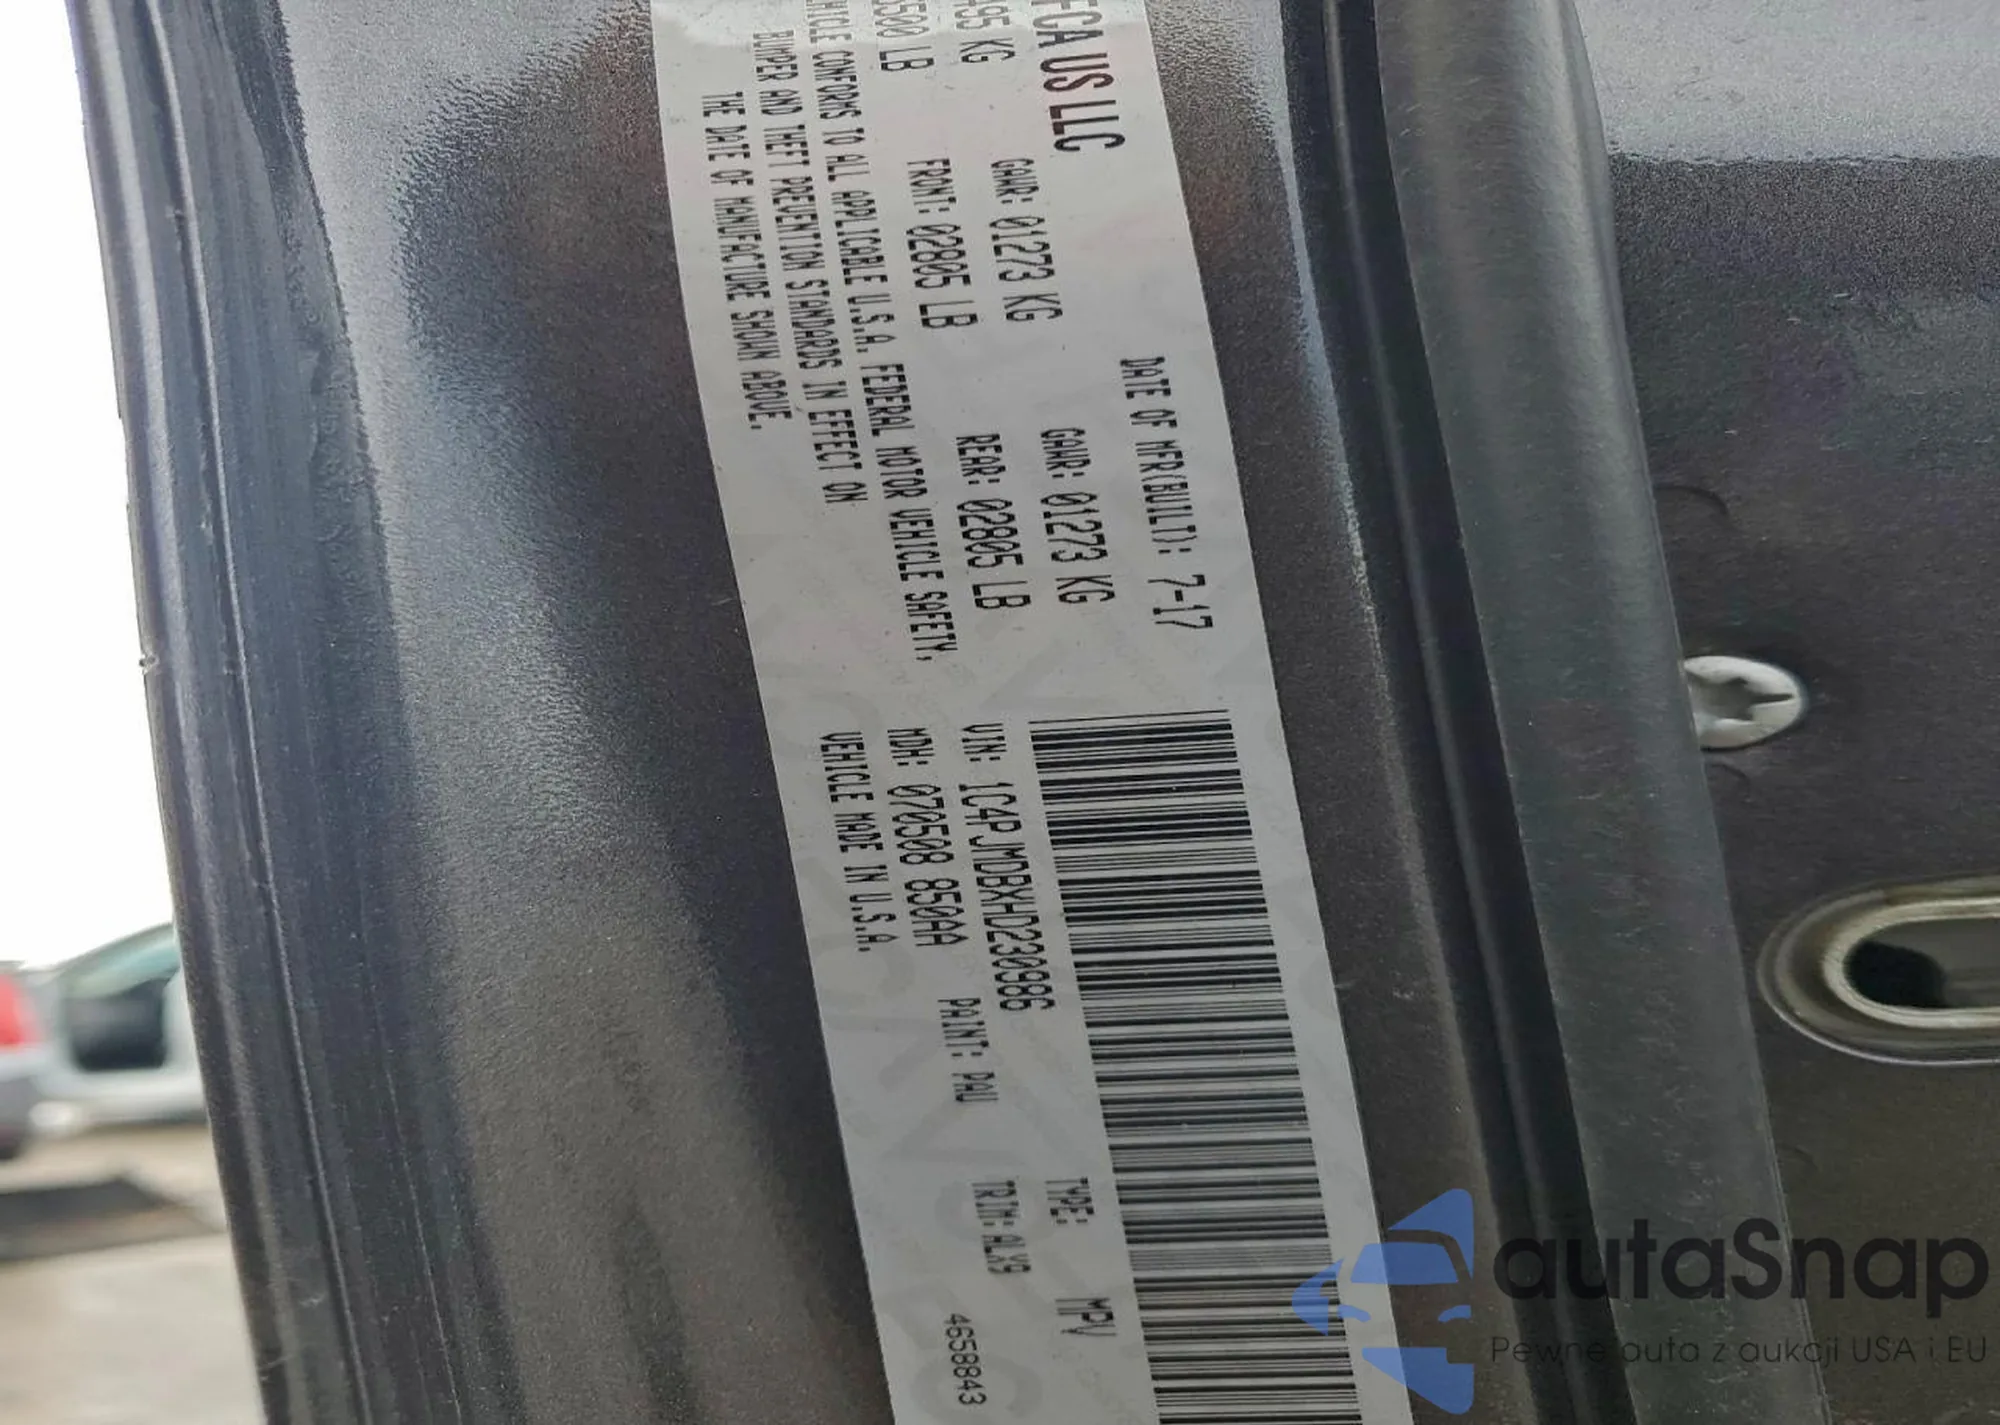 FCA US LLC
DATE OF MFR(BUILT): 7-17
495 KG
GAWR: 01273 KG
GAWR: 01273 KG
5500 LB
FRONT: 02805 LB
REAR: 02805 LB
VEHICLE CONFORMS TO ALL APPLICABLE U.S.A. FEDERAL MOTOR VEHICLE SAFETY,
BUMPER AND THEFT PREVENTION STANDARDS IN EFFECT ON
THE DATE OF MANUFACTURE SHOWN ABOVE.
VIN: 1C4PJMDBXHD230986
TYPE: MPV
MDH: 070508 850AA
PAINT: PAU
TRIM: ALX9
VEHICLE MADE IN U.S.A.
4658843
autaSnap
Pewne auta z aukcji USA i EU